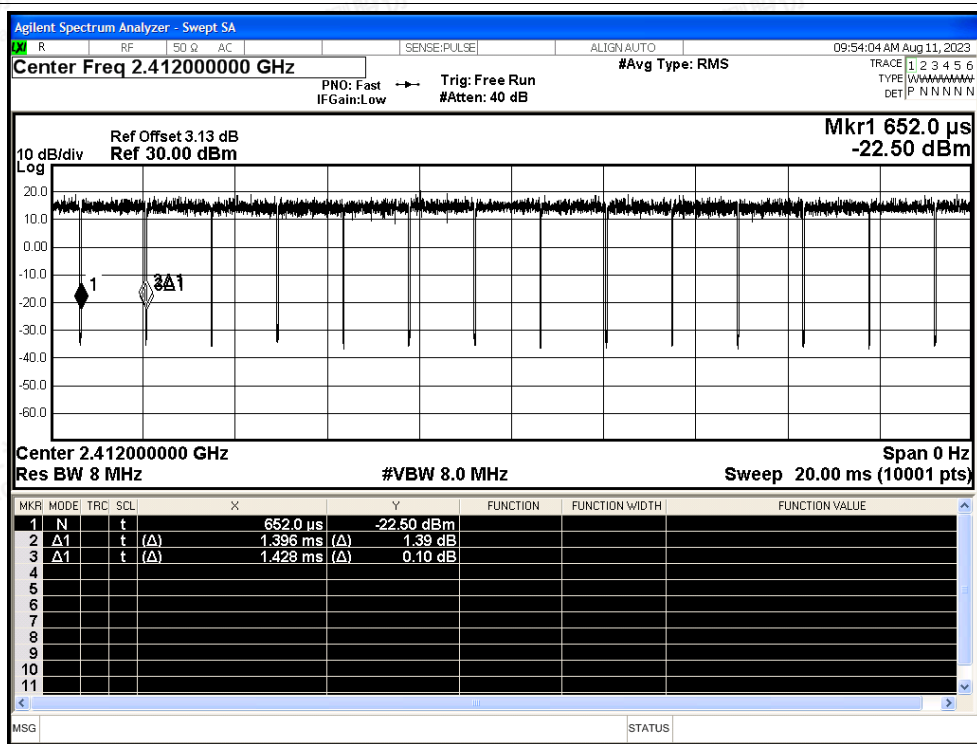 Agilent Spectrum Analyzer - Swept SA
LXI R RF 50 Ω AC SENSE:PULSE ALIGN AUTO 09:54:04 AM Aug 11, 2023
Center Freq 2.412000000 GHz
PNO: Fast
IFGain:Low
Trig: Free Run
#Atten: 40 dB
#Avg Type: RMS
TRACE 1 2 3 4 5 6
TYPE
DET P N N N N N
Mkr1 652.0 µs
-22.50 dBm
Ref Offset 3.13 dB
10 dB/div Ref 30.00 dBm
Log
20.0
10.0
0.00
-10.0
-20.0
-30.0
-40.0
-50.0
-60.0
1
Center 2.412000000 GHz Span 0 Hz
Res BW 8 MHz #VBW 8.0 MHz Sweep 20.00 ms (10001 pts)
MKR MODE TRC SCL X Y FUNCTION FUNCTION WIDTH FUNCTION VALUE
1 N t 652.0 µs -22.50 dBm
2 Δ1 t (Δ) 1.396 ms (Δ) 1.39 dB
3 Δ1 t (Δ) 1.428 ms (Δ) 0.10 dB
4
5
6
7
8
9
10
11
MSG STATUS